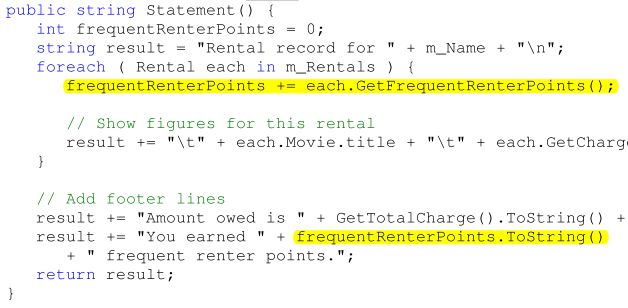 public string Statement() {
int frequentRenterPoints = 0;
string result = "Rental record for " + m_Name + "\n";
foreach ( Rental each in m_Rentals ) {
frequentRenterPoints += each.GetFrequentRenterPoints();
// Show figures for this rental
result += "\t" + each.Movie.title + "\t" + each.GetCharge
}
// Add footer lines
result += "Amount owed is " + GetTotalCharge().ToString() +
result += "You earned " + frequentRenterPoints.ToString()
+ " frequent renter points.";
return result;
}